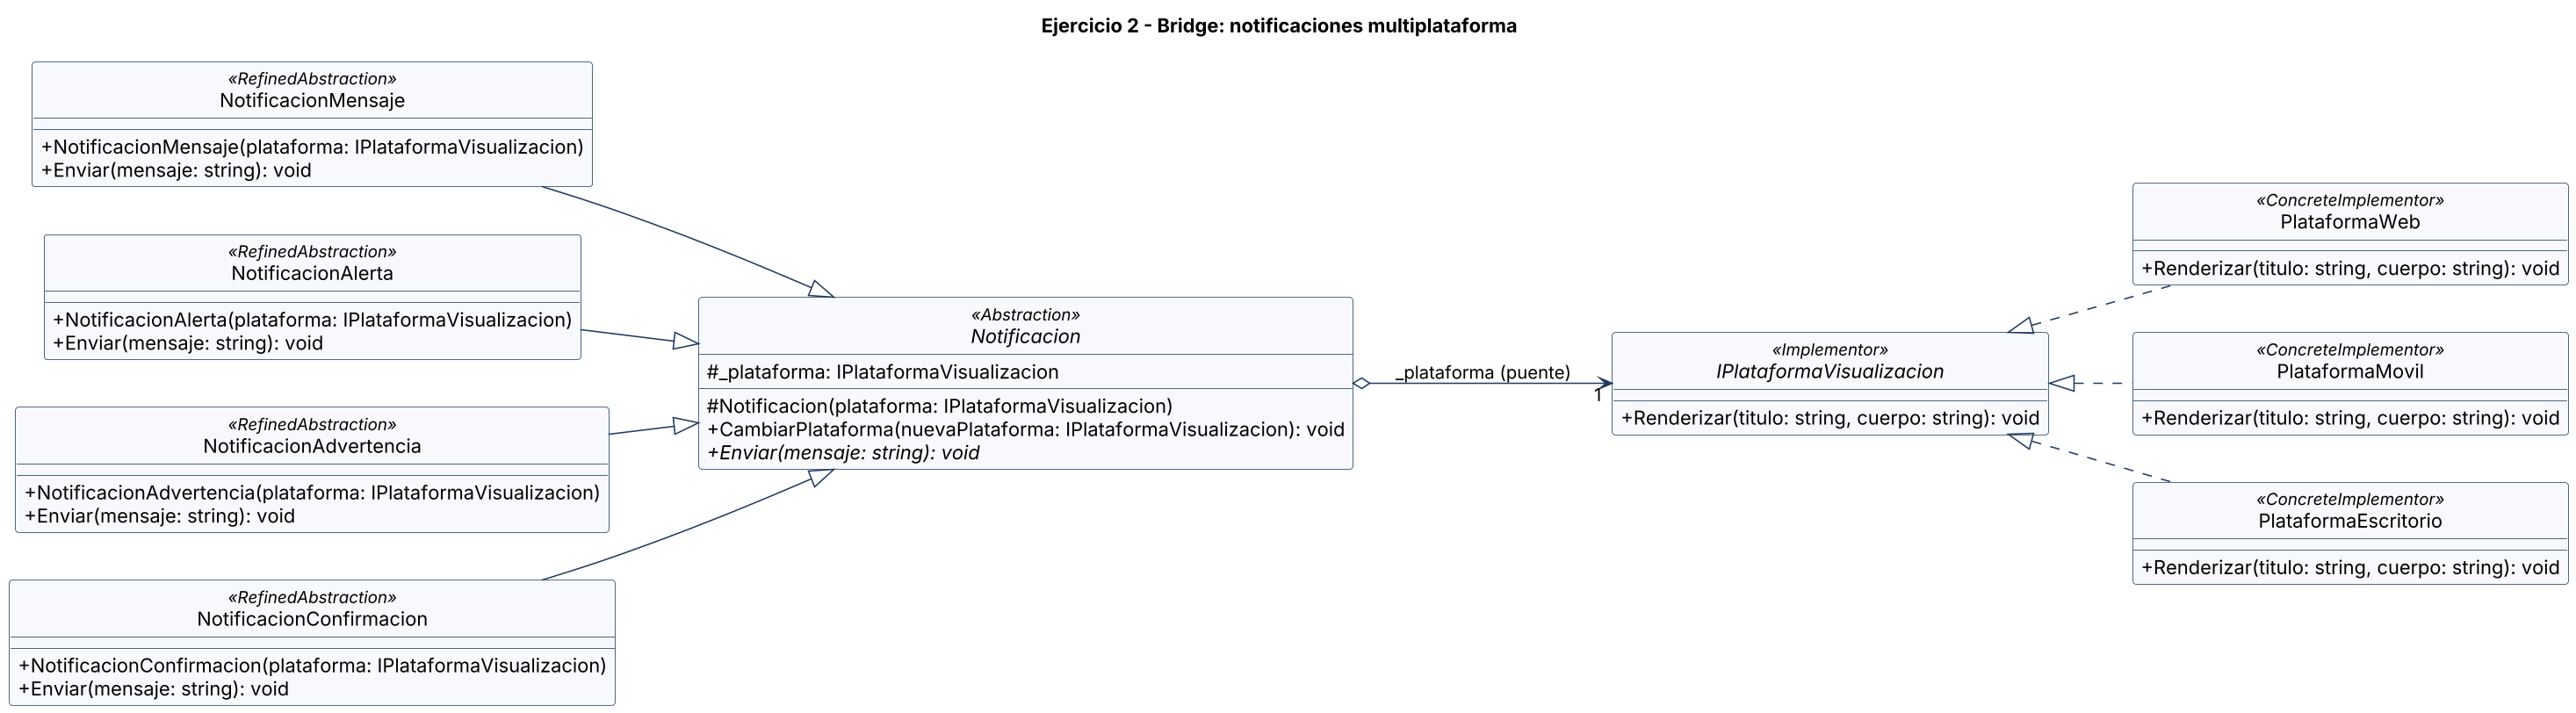 Ejercicio 2 - Bridge: notificaciones multiplataforma
«RefinedAbstraction»
NotificacionMensaje
+NotificacionMensaje(plataforma: IPlataformaVisualizacion)
+Enviar(mensaje: string): void
«RefinedAbstraction»
NotificacionAlerta
+NotificacionAlerta(plataforma: IPlataformaVisualizacion)
+Enviar(mensaje: string): void
«RefinedAbstraction»
NotificacionAdvertencia
+NotificacionAdvertencia(plataforma: IPlataformaVisualizacion)
+Enviar(mensaje: string): void
«RefinedAbstraction»
NotificacionConfirmacion
+NotificacionConfirmacion(plataforma: IPlataformaVisualizacion)
+Enviar(mensaje: string): void
«Abstraction»
Notificacion
#_plataforma: IPlataformaVisualizacion
#Notificacion(plataforma: IPlataformaVisualizacion)
+CambiarPlataforma(nuevaPlataforma: IPlataformaVisualizacion): void
+Enviar(mensaje: string): void
_plataforma (puente)
1
«Implementor»
IPlataformaVisualizacion
+Renderizar(titulo: string, cuerpo: string): void
«ConcreteImplementor»
PlataformaWeb
+Renderizar(titulo: string, cuerpo: string): void
«ConcreteImplementor»
PlataformaMovil
+Renderizar(titulo: string, cuerpo: string): void
«ConcreteImplementor»
PlataformaEscritorio
+Renderizar(titulo: string, cuerpo: string): void